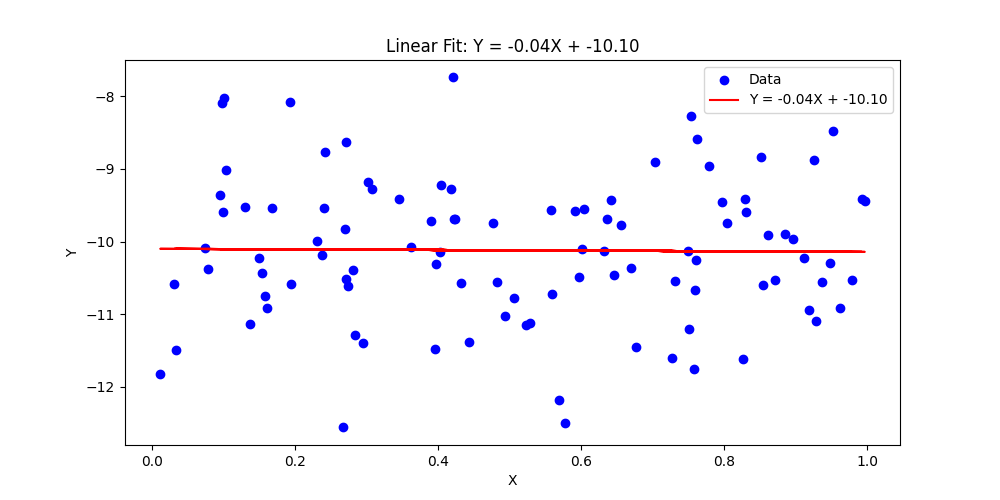 Linear Fit: Y = -0.04X + -10.10
Data
Y = -0.04X + -10.10
−8
−9
−10
−11
−12
Y
0.0 0.2 0.4 0.6 0.8 1.0
X